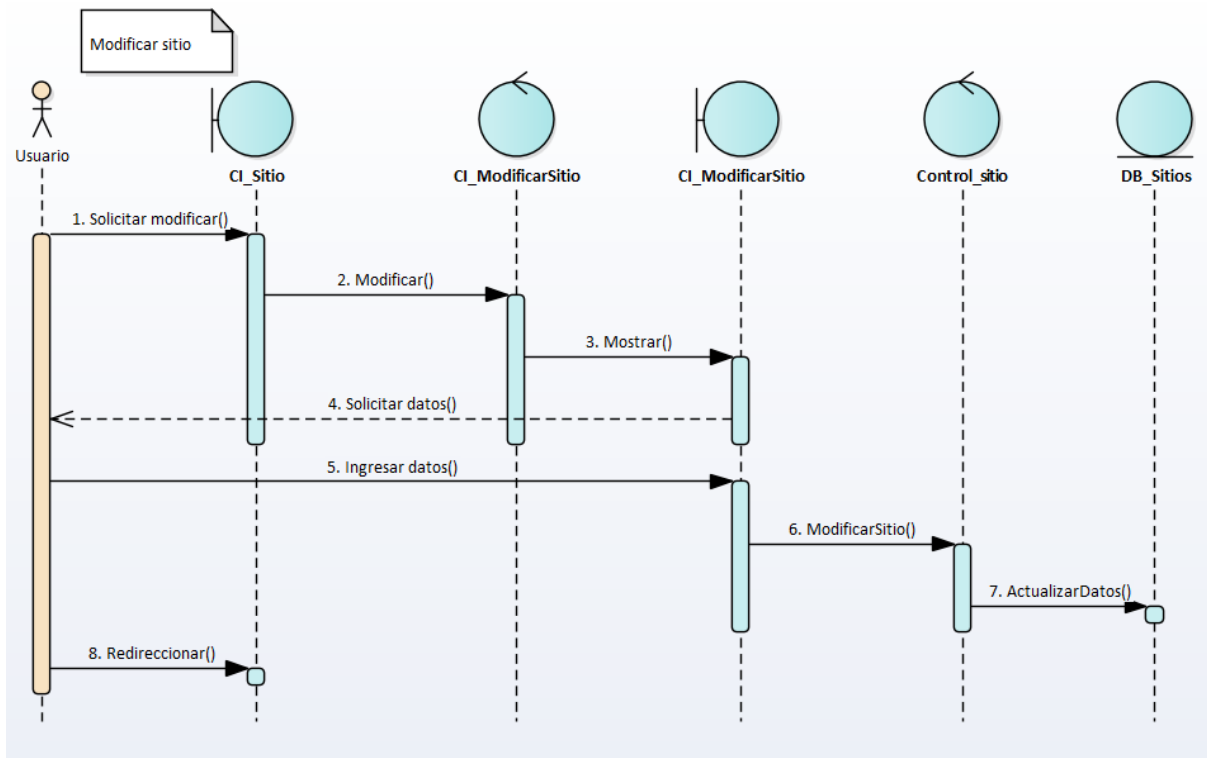 Modificar sitio
Usuario
CI_Sitio
CI_ModificarSitio
CI_ModificarSitio
Control_sitio
DB_Sitios
1. Solicitar modificar()
2. Modificar()
3. Mostrar()
4. Solicitar datos()
5. Ingresar datos()
6. ModificarSitio()
7. ActualizarDatos()
8. Redireccionar()